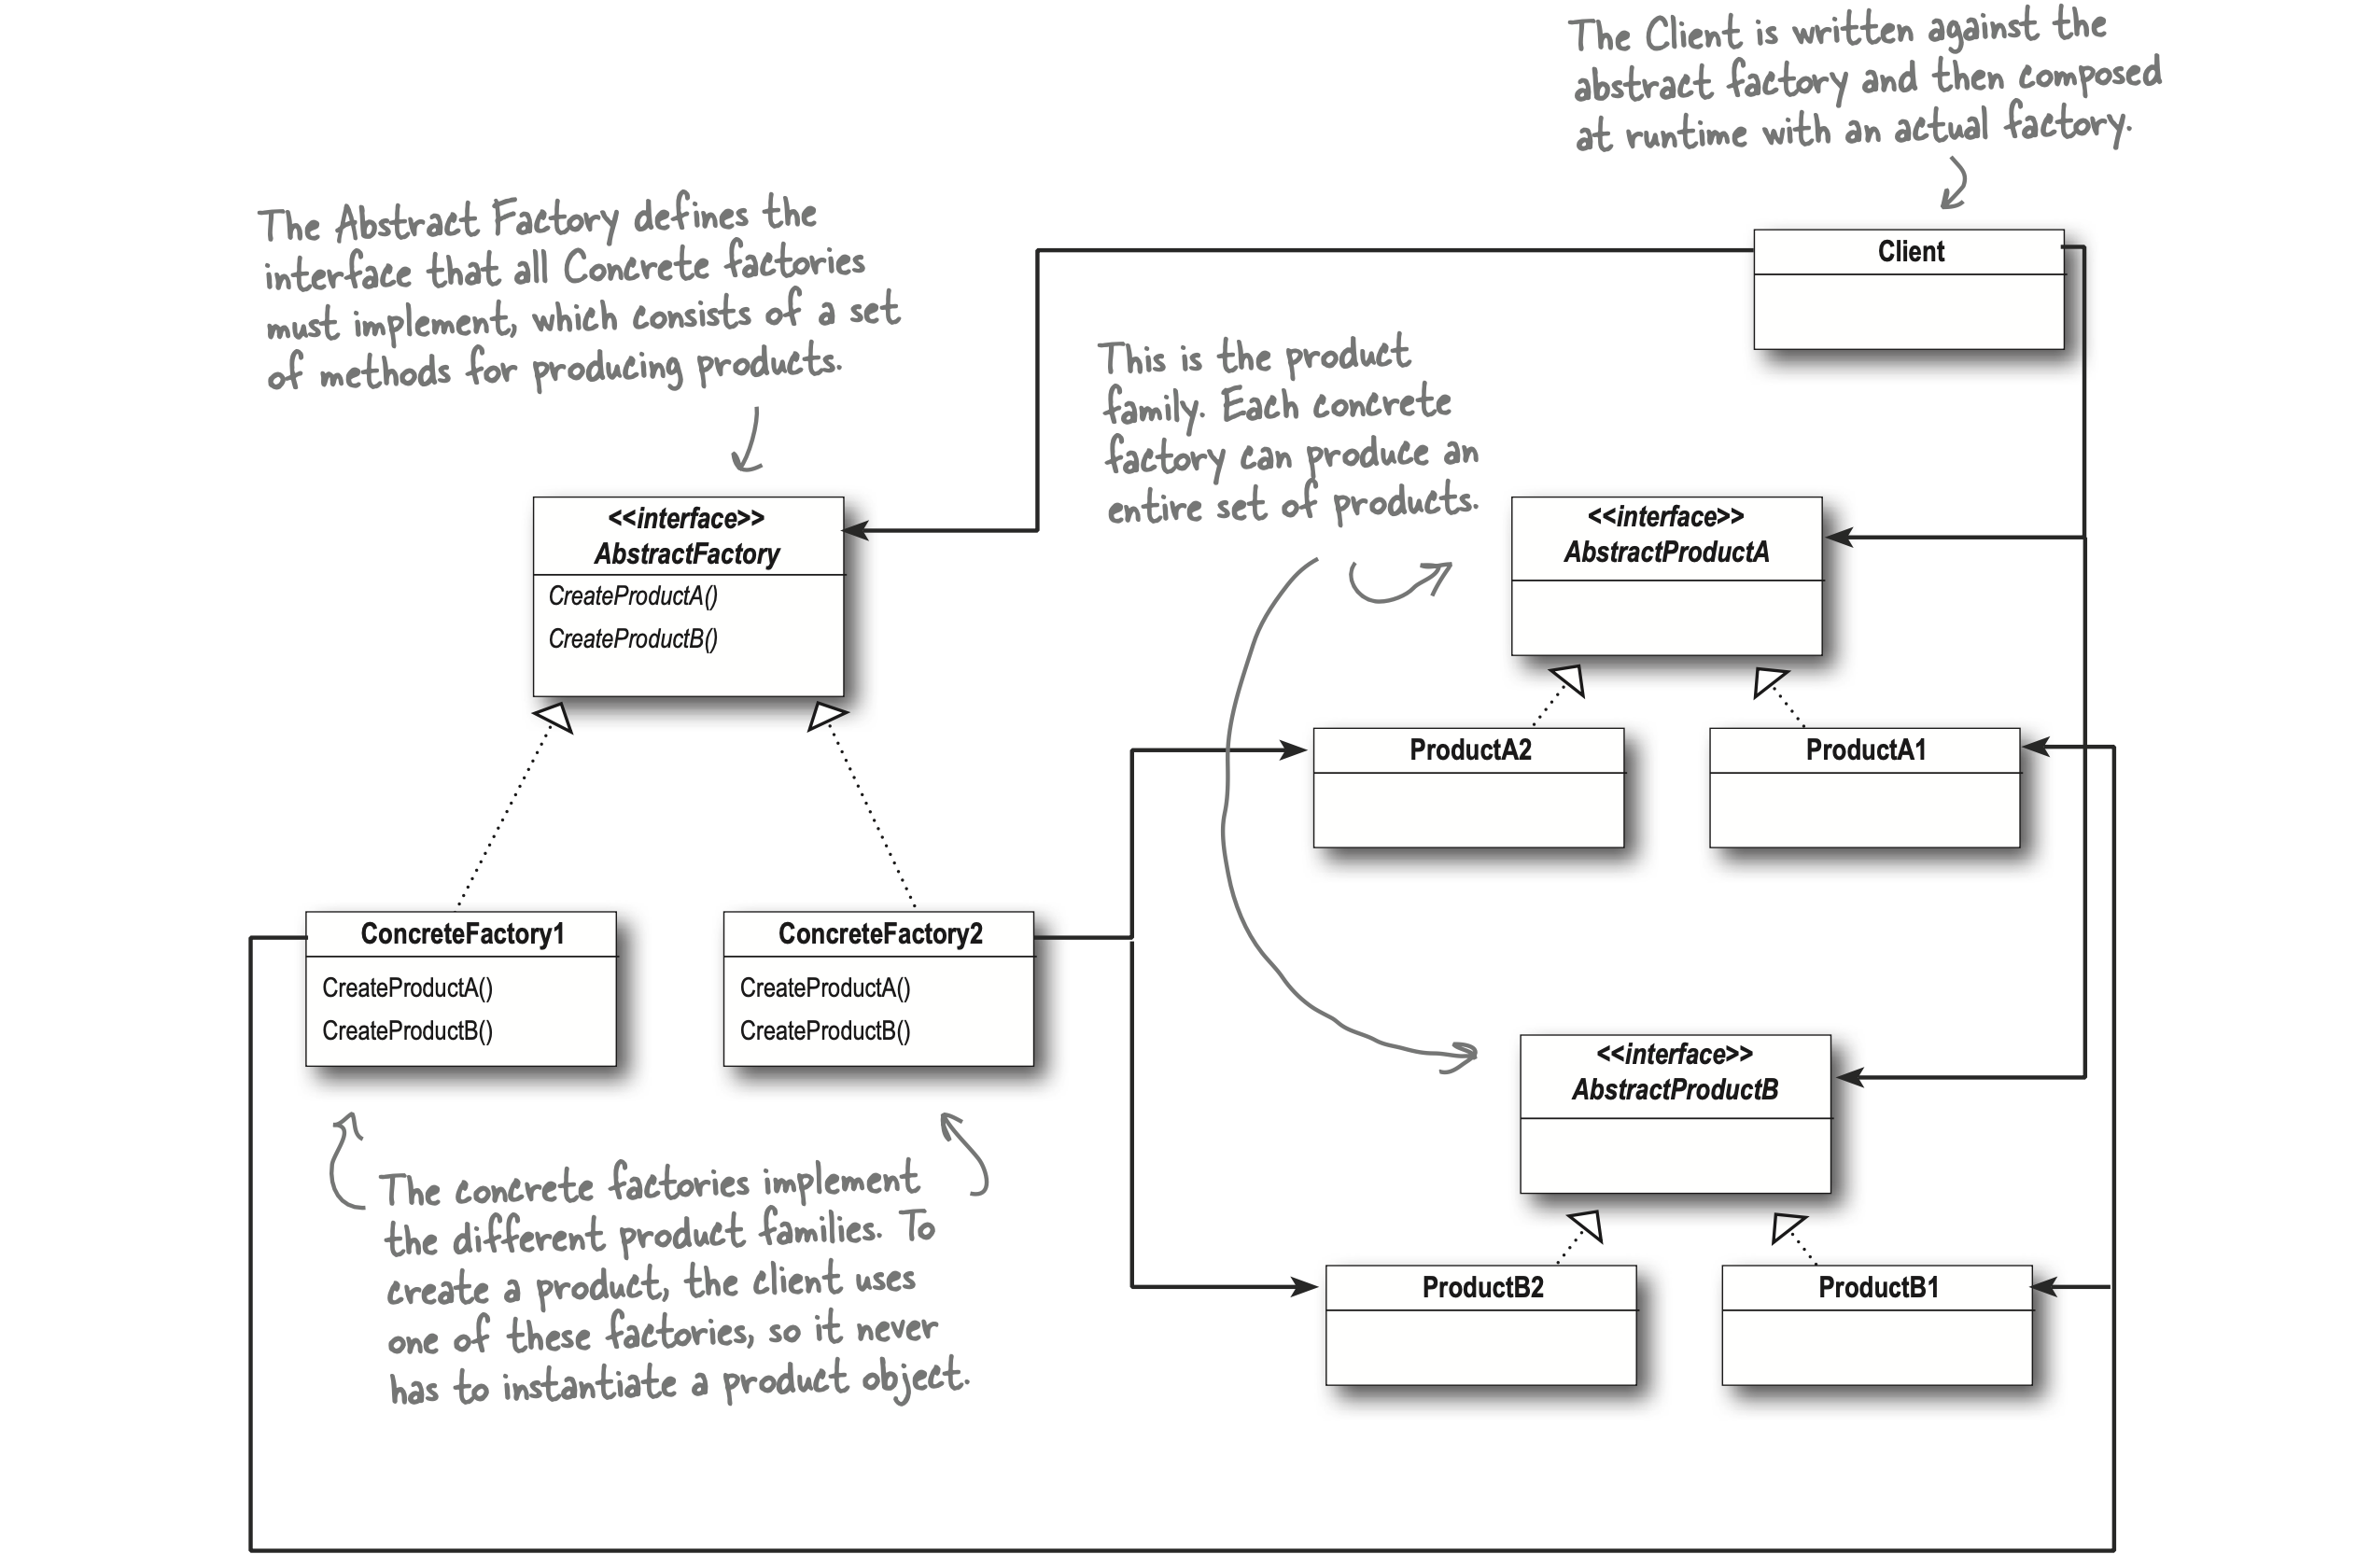 The Client is written against the
abstract factory and then composed
at runtime with an actual factory.
The Abstract Factory defines the
interface that all Concrete factories
must implement, which consists of a set
of methods for producing products.
Client
This is the product
family. Each concrete
factory can produce an
entire set of products.
<<interface>>
AbstractFactory
CreateProductA()
CreateProductB()
<<interface>>
AbstractProductA
ProductA2
ProductA1
ConcreteFactory1
CreateProductA()
CreateProductB()
ConcreteFactory2
CreateProductA()
CreateProductB()
<<interface>>
AbstractProductB
The concrete factories implement
the different product families. To
create a product, the client uses
one of these factories, so it never
has to instantiate a product object.
ProductB2
ProductB1